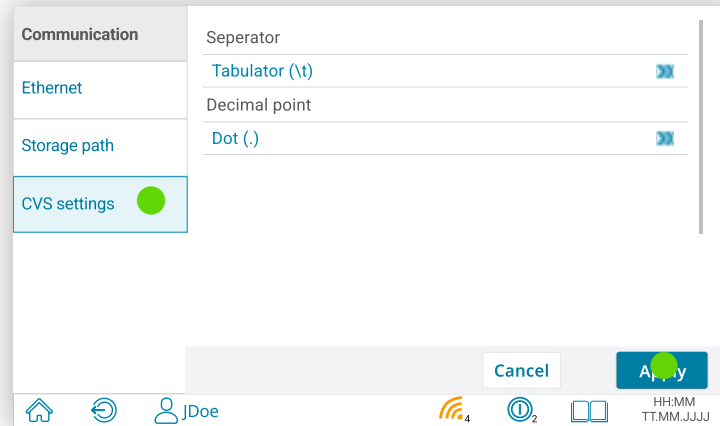 Communication
Ethernet
Storage path
CVS settings
Seperator
Tabulator (\t)
Decimal point
Dot (.)
Cancel
Apply
JDoe
4
2
HH:MM
TT.MM.JJJJ